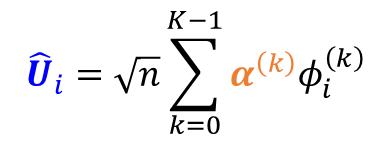 Û_i = √n ∑_{k=0}^{K−1} α^{(k)} ϕ_i^{(k)}